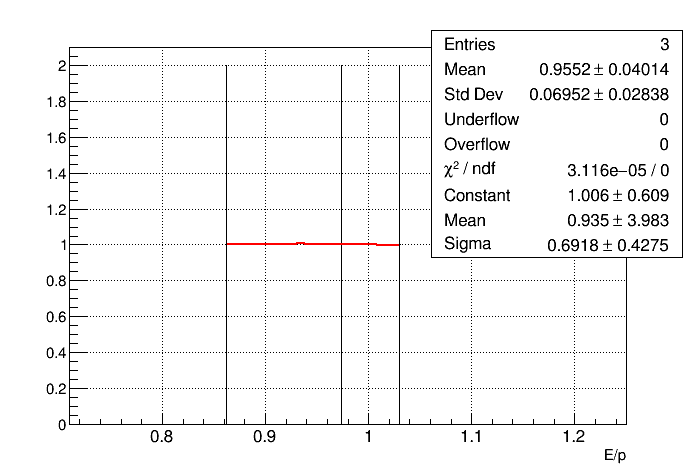 Entries 3
Mean 0.9552 ± 0.04014
Std Dev 0.06952 ± 0.02838
Underflow 0
Overflow 0
χ² / ndf 3.116e−05 / 0
Constant 1.006 ± 0.609
Mean 0.935 ± 3.983
Sigma 0.6918 ± 0.4275
2
1.8
1.6
1.4
1.2
1
0.8
0.6
0.4
0.2
0
0.8 0.9 1 1.1 1.2
E/p